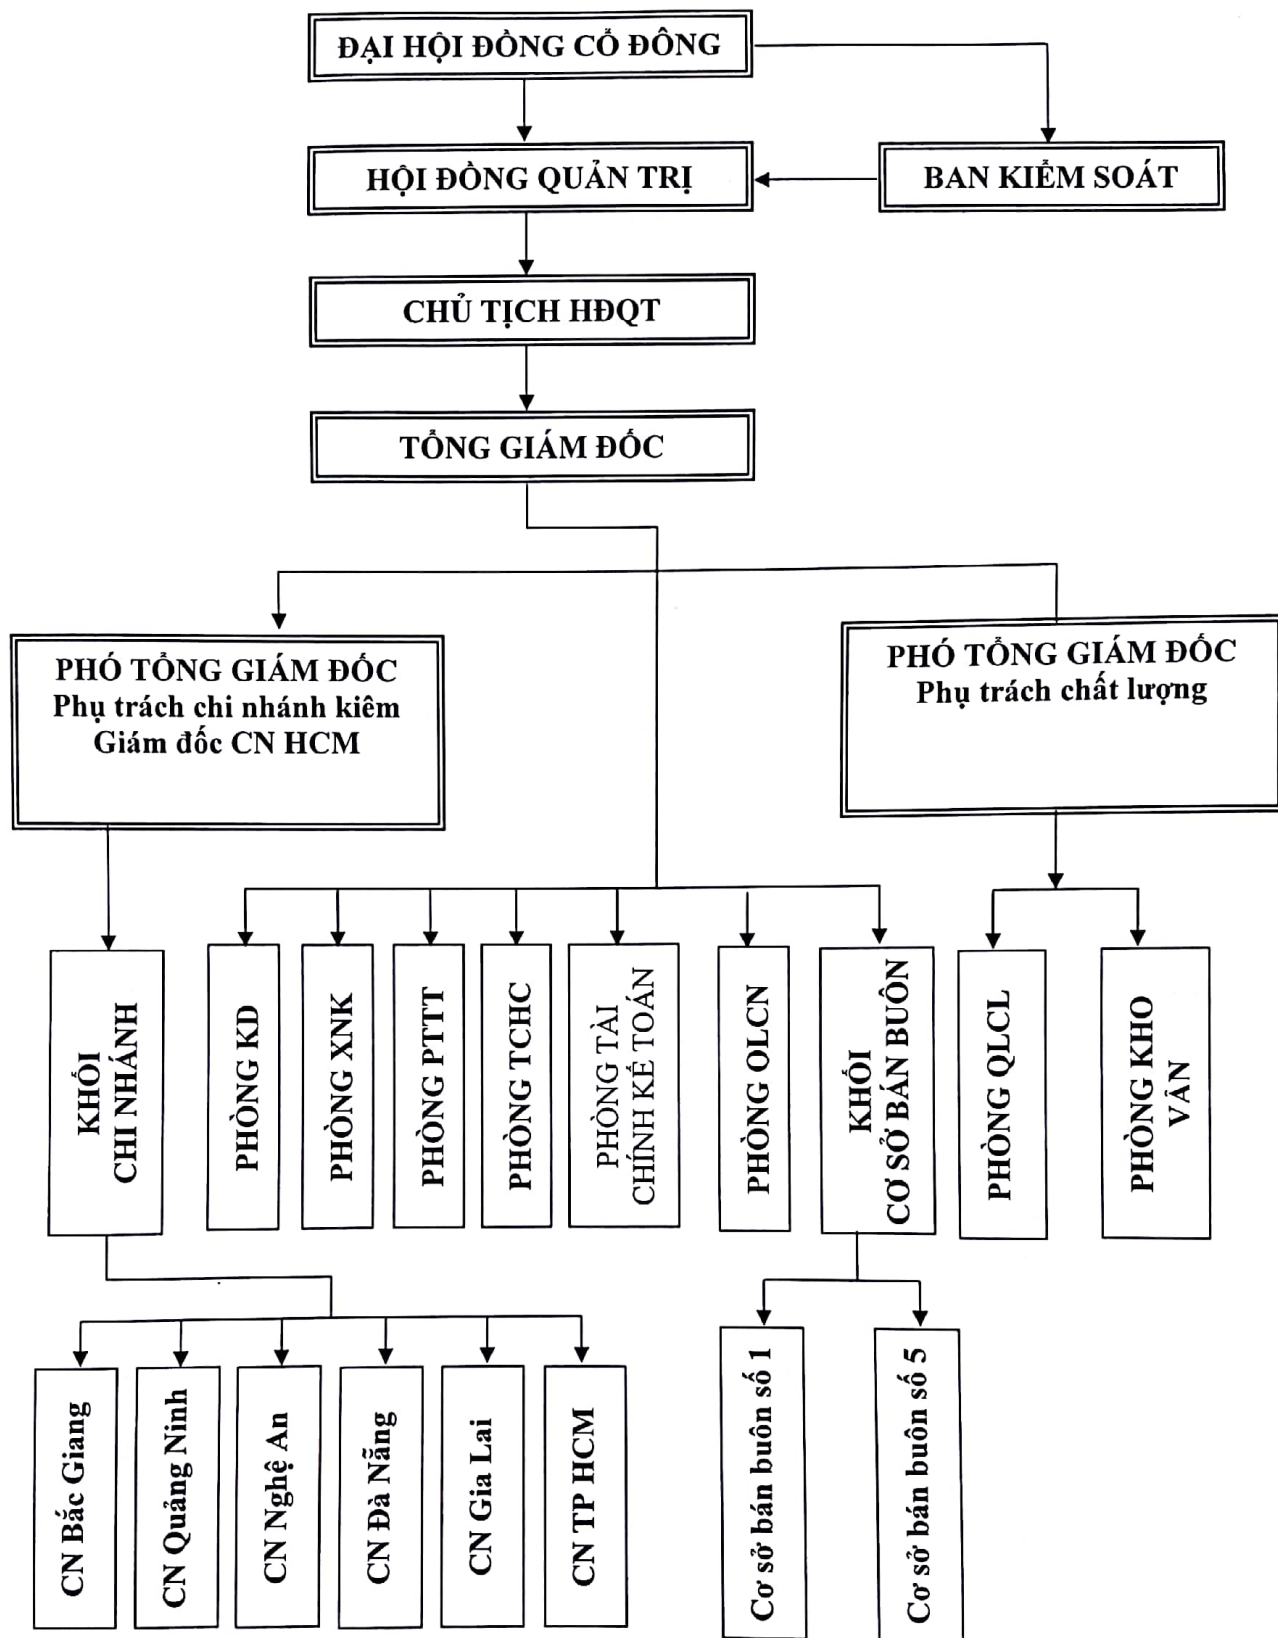 ĐẠI HỘI ĐỒNG CỔ ĐÔNG
HỘI ĐỒNG QUẢN TRỊ
BAN KIỂM SOÁT
CHỦ TỊCH HĐQT
TỔNG GIÁM ĐỐC
PHÓ TỔNG GIÁM ĐỐC
Phụ trách chi nhánh kiêm
Giám đốc CN HCM
PHÓ TỔNG GIÁM ĐỐC
Phụ trách chất lượng
KHỐI
CHI NHÁNH
PHÒNG KD
PHÒNG XNK
PHÒNG PTTT
PHÒNG TCHC
PHÒNG TÀI
CHÍNH KẾ TOÁN
PHÒNG QLCN
KHỐI
CƠ SỞ BÁN BUÔN
PHÒNG QLCL
PHÒNG KHO
VẬN
CN Bắc Giang
CN Quảng Ninh
CN Nghệ An
CN Đà Nẵng
CN Gia Lai
CN TP HCM
Cơ sở bán buôn số 1
Cơ sở bán buôn số 5